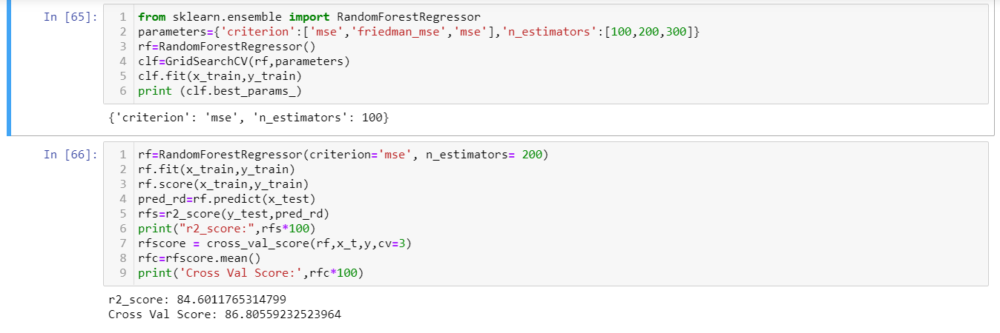 In [65]:
1 from sklearn.ensemble import RandomForestRegressor
2 parameters={'criterion':['mse','friedman_mse','mse'],'n_estimators':[100,200,300]}
3 rf=RandomForestRegressor()
4 clf=GridSearchCV(rf,parameters)
5 clf.fit(x_train,y_train)
6 print (clf.best_params_)
{'criterion': 'mse', 'n_estimators': 100}
In [66]:
1 rf=RandomForestRegressor(criterion='mse', n_estimators= 200)
2 rf.fit(x_train,y_train)
3 rf.score(x_train,y_train)
4 pred_rd=rf.predict(x_test)
5 rfs=r2_score(y_test,pred_rd)
6 print("r2_score:",rfs*100)
7 rfscore = cross_val_score(rf,x_t,y,cv=3)
8 rfc=rfscore.mean()
9 print('Cross Val Score:',rfc*100)
r2_score: 84.6011765314799
Cross Val Score: 86.80559232523964